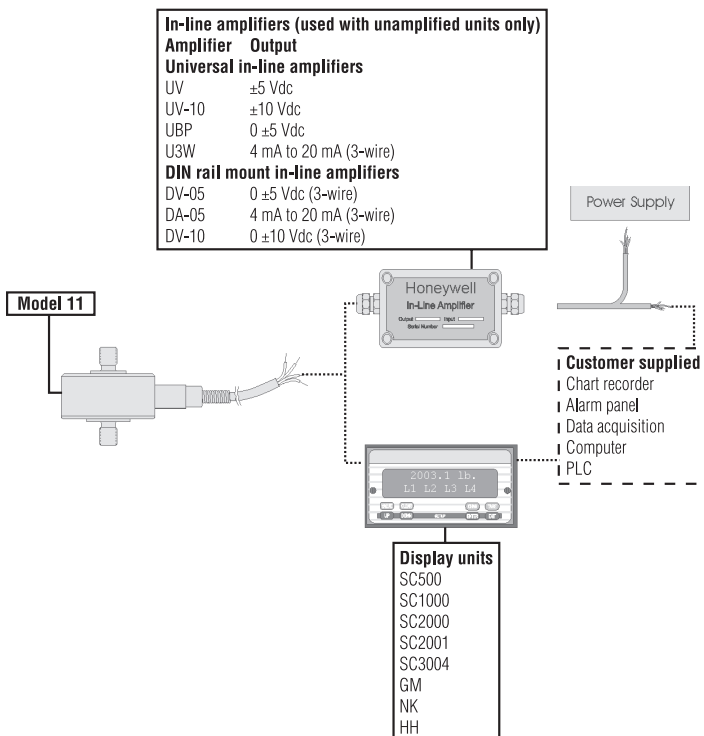 In-line amplifiers (used with unamplified units only)
Amplifier Output
Universal in-line amplifiers
UV ±5 Vdc
UV-10 ±10 Vdc
UBP 0 ±5 Vdc
U3W 4 mA to 20 mA (3-wire)
DIN rail mount in-line amplifiers
DV-05 0 ±5 Vdc (3-wire)
DA-05 4 mA to 20 mA (3-wire)
DV-10 0 ±10 Vdc (3-wire)
Power Supply
Honeywell
In-Line Amplifier
Output Input
Serial Number
Model 11
Customer supplied
Chart recorder
Alarm panel
Data acquisition
Computer
PLC
2003.1 lb.
L1 L2 L3 L4
Display units
SC500
SC1000
SC2000
SC2001
SC3004
GM
NK
HH